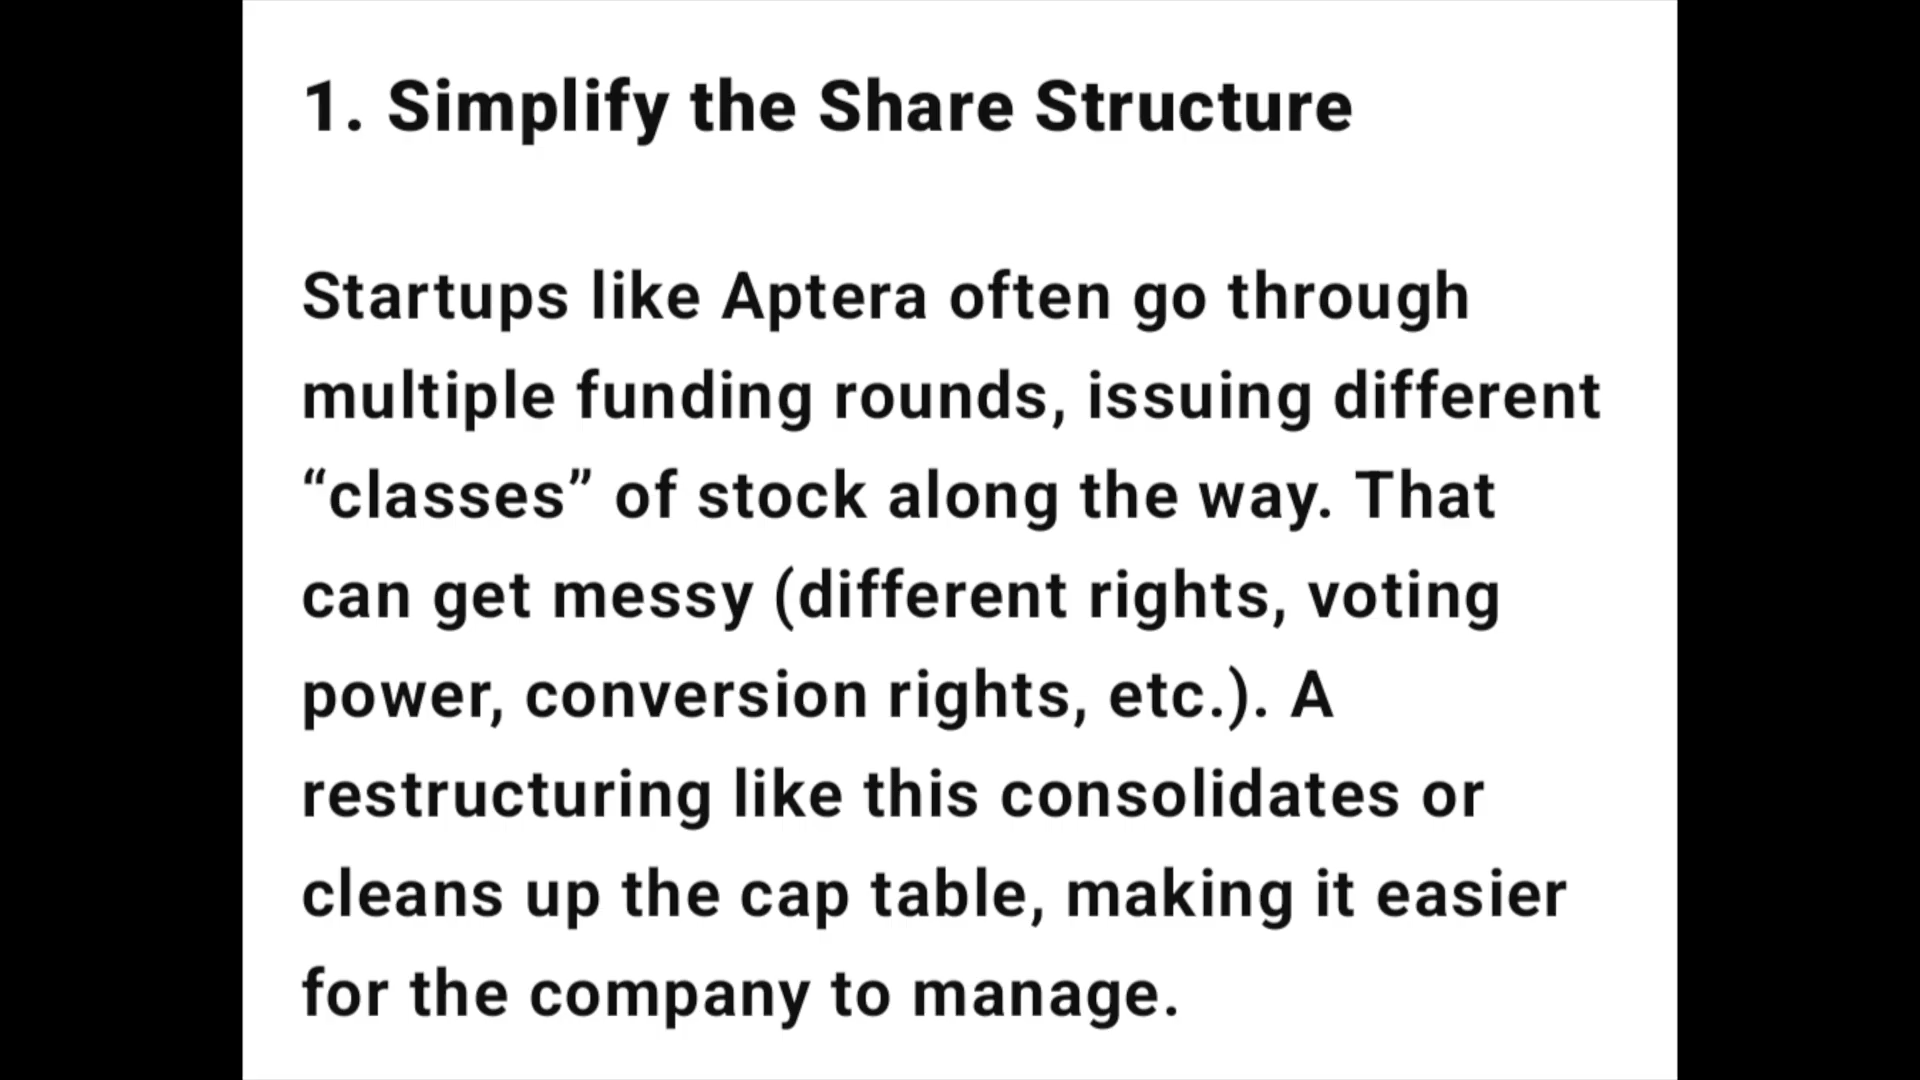 1. Simplify the Share Structure
Startups like Aptera often go through
multiple funding rounds, issuing different
“classes” of stock along the way. That
can get messy (different rights, voting
power, conversion rights, etc.). A
restructuring like this consolidates or
cleans up the cap table, making it easier
for the company to manage.